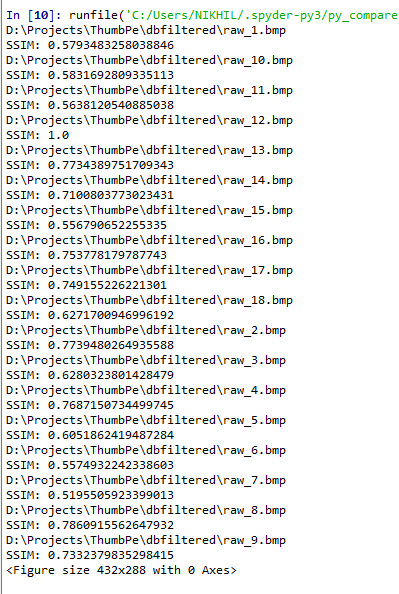 In [10]: runfile('C:/Users/NIKHIL/.spyder-py3/py_compare
D:\Projects\ThumbPe\dbfiltered\raw_1.bmp
SSIM: 0.5793483258038846
D:\Projects\ThumbPe\dbfiltered\raw_10.bmp
SSIM: 0.5831692809335113
D:\Projects\ThumbPe\dbfiltered\raw_11.bmp
SSIM: 0.5638120540885038
D:\Projects\ThumbPe\dbfiltered\raw_12.bmp
SSIM: 1.0
D:\Projects\ThumbPe\dbfiltered\raw_13.bmp
SSIM: 0.7734389751709343
D:\Projects\ThumbPe\dbfiltered\raw_14.bmp
SSIM: 0.7100803773023431
D:\Projects\ThumbPe\dbfiltered\raw_15.bmp
SSIM: 0.556790652255335
D:\Projects\ThumbPe\dbfiltered\raw_16.bmp
SSIM: 0.753778179787743
D:\Projects\ThumbPe\dbfiltered\raw_17.bmp
SSIM: 0.749155226221301
D:\Projects\ThumbPe\dbfiltered\raw_18.bmp
SSIM: 0.6271700946996192
D:\Projects\ThumbPe\dbfiltered\raw_2.bmp
SSIM: 0.7739480264935588
D:\Projects\ThumbPe\dbfiltered\raw_3.bmp
SSIM: 0.6280323801428479
D:\Projects\ThumbPe\dbfiltered\raw_4.bmp
SSIM: 0.7687150734499745
D:\Projects\ThumbPe\dbfiltered\raw_5.bmp
SSIM: 0.6051862419487284
D:\Projects\ThumbPe\dbfiltered\raw_6.bmp
SSIM: 0.5574932242338603
D:\Projects\ThumbPe\dbfiltered\raw_7.bmp
SSIM: 0.5195505923399013
D:\Projects\ThumbPe\dbfiltered\raw_8.bmp
SSIM: 0.7860915562647932
D:\Projects\ThumbPe\dbfiltered\raw_9.bmp
SSIM: 0.7332379835298415
<Figure size 432x288 with 0 Axes>